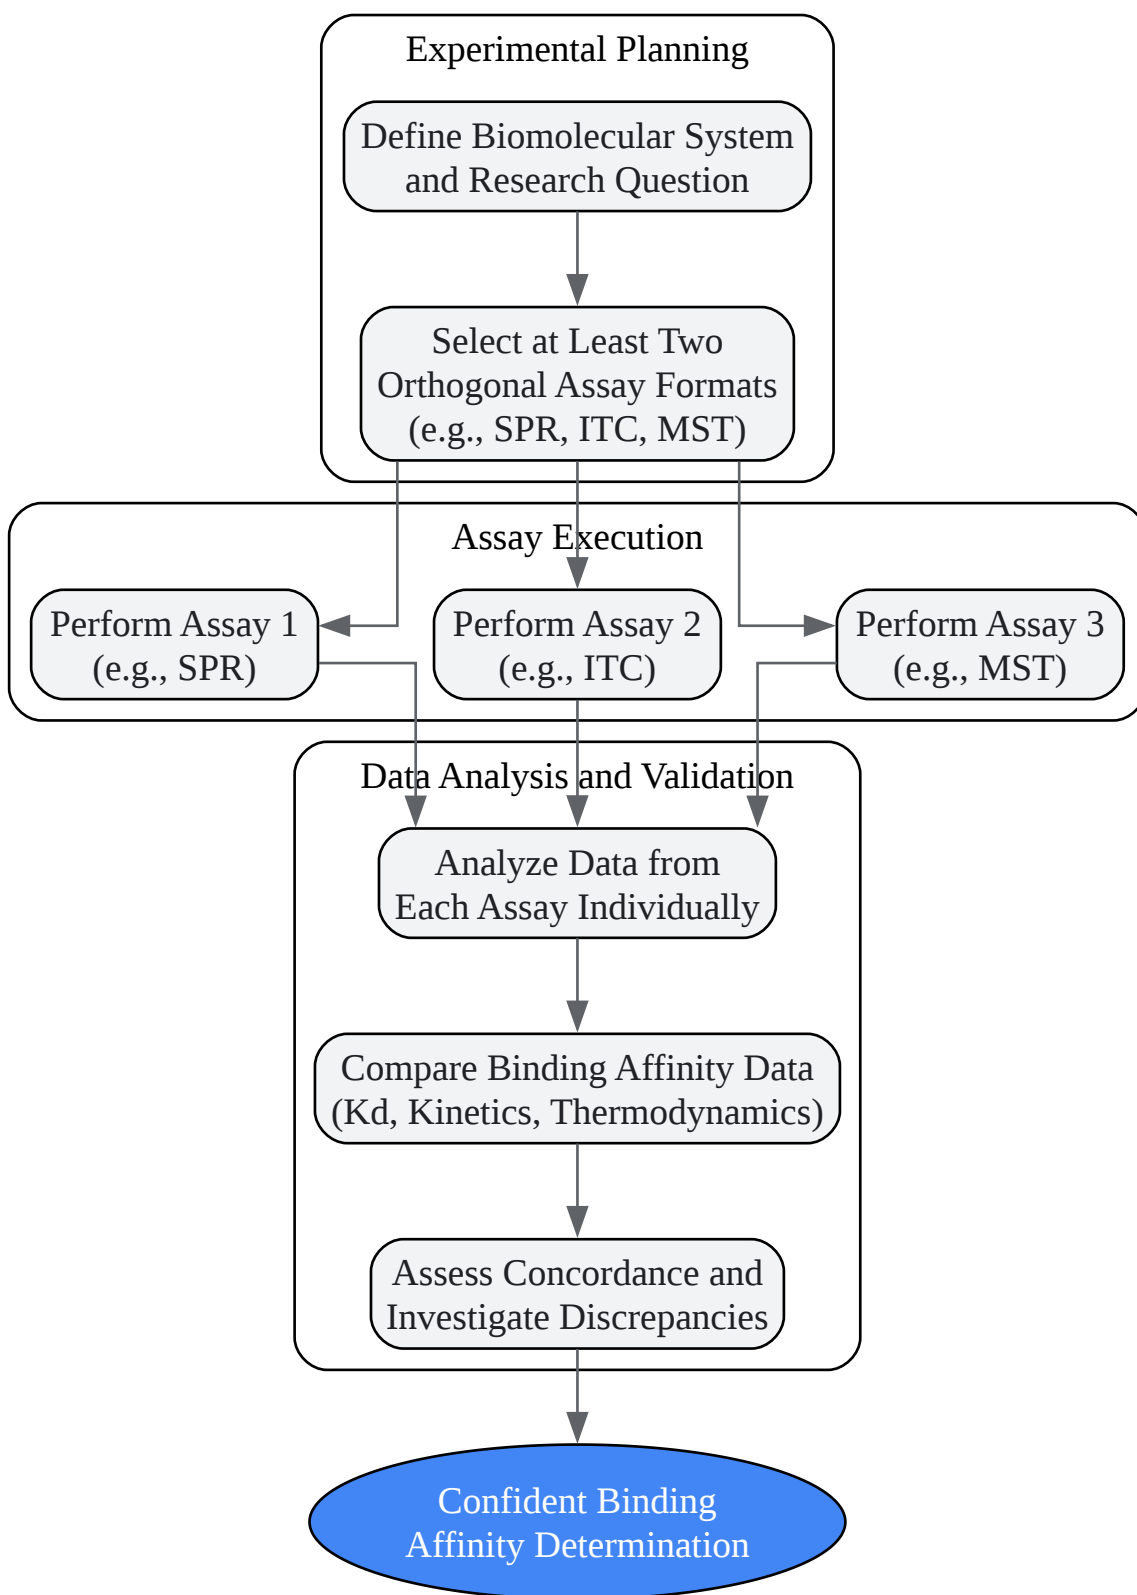 Experimental Planning
Define Biomolecular System
and Research Question
Select at Least Two
Orthogonal Assay Formats
(e.g., SPR, ITC, MST)
Assay Execution
Perform Assay 1
(e.g., SPR)
Perform Assay 2
(e.g., ITC)
Perform Assay 3
(e.g., MST)
Data Analysis and Validation
Analyze Data from
Each Assay Individually
Compare Binding Affinity Data
(Kd, Kinetics, Thermodynamics)
Assess Concordance and
Investigate Discrepancies
Confident Binding
Affinity Determination